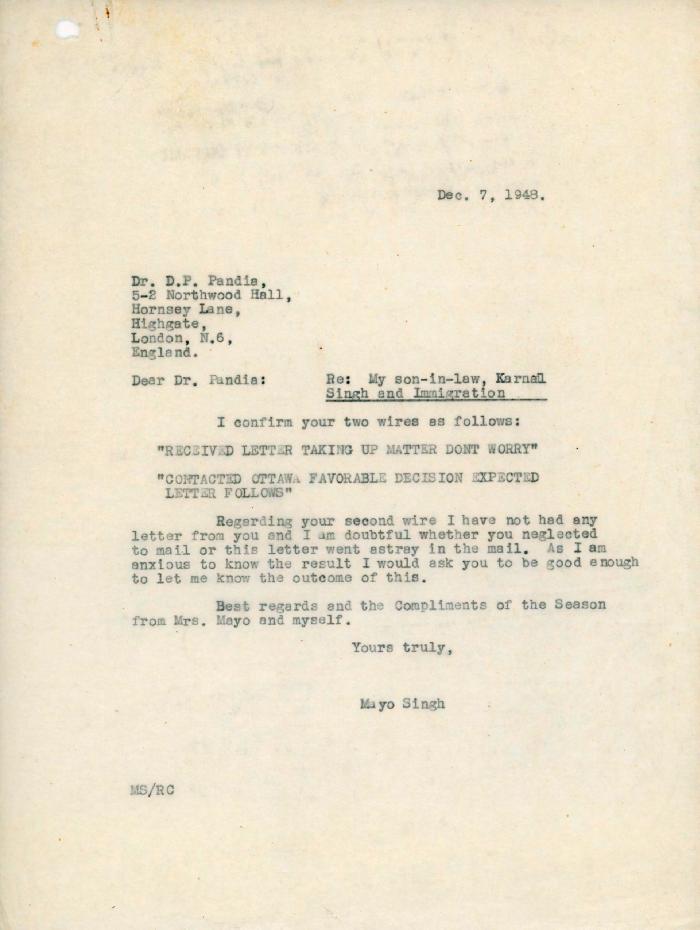 Dec. 7, 1948.
Dr. D.P. Pandia,
5-2 Northwood Hall,
Hornsey Lane,
Highgate,
London, N.6,
England.
Dear Dr. Pandia: Re: My son-in-law, Karnail
Singh and Immigration
I confirm your two wires as follows:
"RECEIVED LETTER TAKING UP MATTER DONT WORRY"
"CONTACTED OTTAWA FAVORABLE DECISION EXPECTED
LETTER FOLLOWS"
Regarding your second wire I have not had any
letter from you and I am doubtful whether you neglected
to mail or this letter went astray in the mail. As I am
anxious to know the result I would ask you to be good enough
to let me know the outcome of this.
Best regards and the Compliments of the Season
from Mrs. Mayo and myself.
Yours truly,
Mayo Singh
MS/RC